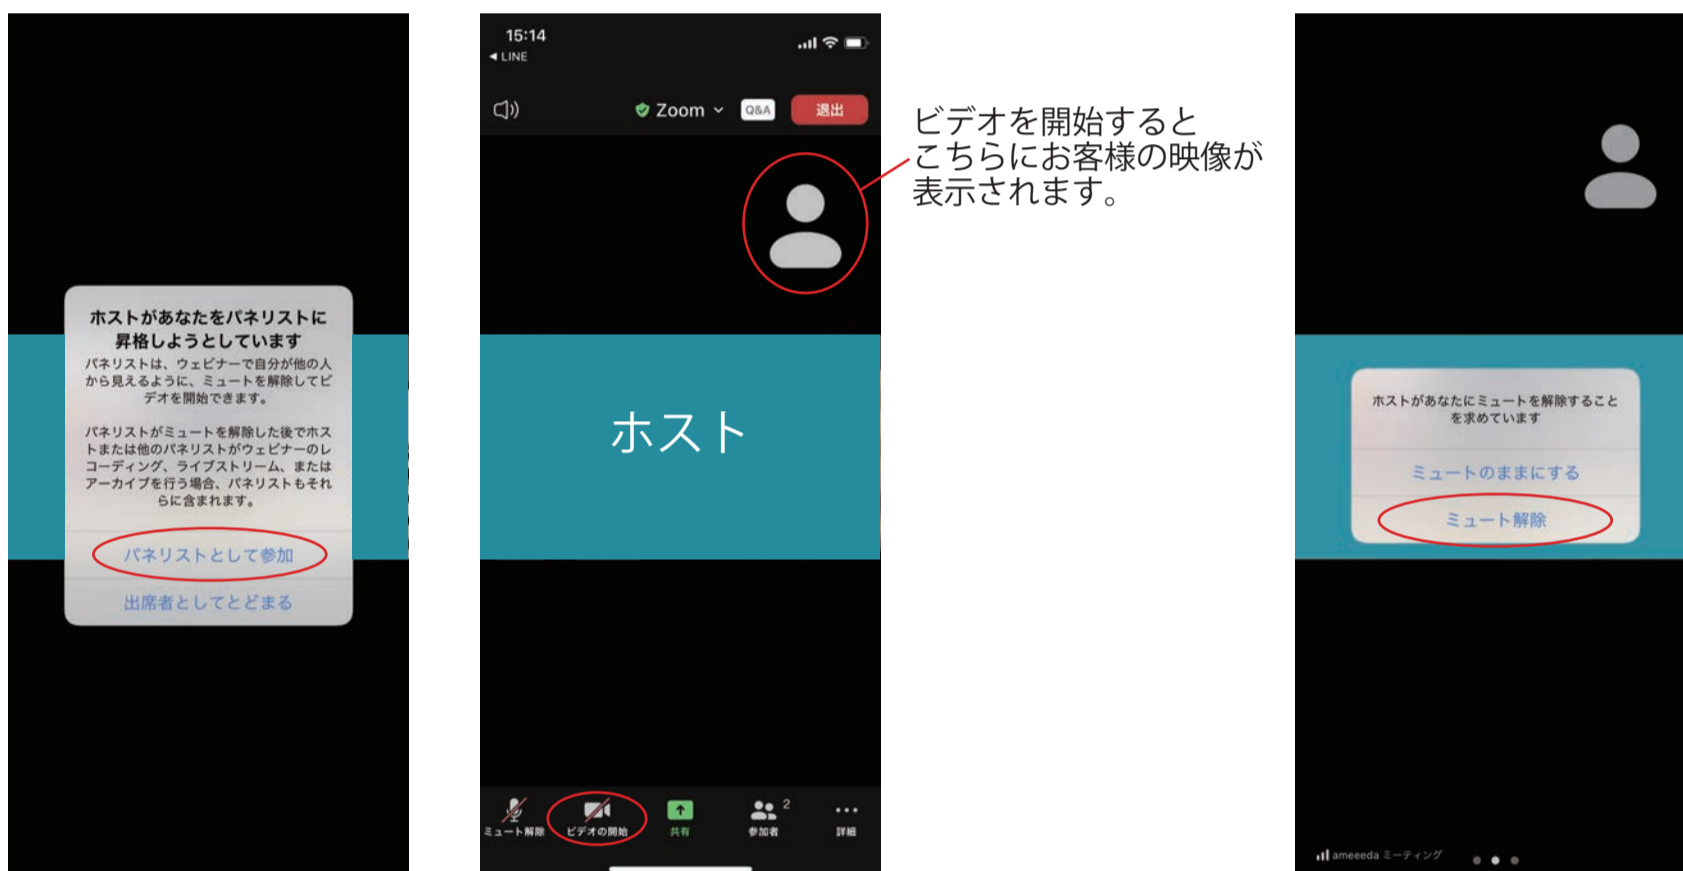 ホストがあなたをパネリストに
昇格しようとしています
パネリストは、ウェビナーで自分が他の人
から見えるように、ミュートを解除してビ
デオを開始できます。
パネリストがミュートを解除した後でホス
トまたは他のパネリストがウェビナーのレ
コーディング、ライブストリーム、または
アーカイブを行う場合、パネリストもそれ
らに含まれます。
パネリストとして参加
出席者としてとどまる
15:14
◀ LINE
Zoom
Q&A
退出
ホスト
ミュート解除
ビデオの開始
共有
2
参加者
詳細
ビデオを開始すると
こちらにお客様の映像が
表示されます。
ホストがあなたにミュートを解除すること
を求めています
ミュートのままにする
ミュート解除
ameeeda ミーティング